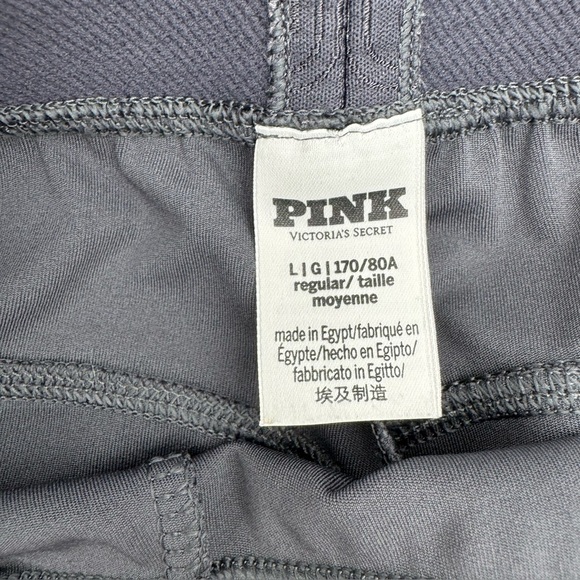 PINK
VICTORIA'S SECRET
L | G | 170/80A
regular/ taille
moyenne
made in Egypt/fabriqué en
Égypte/hecho en Egipto/
fabbricato in Egitto/
埃及制造